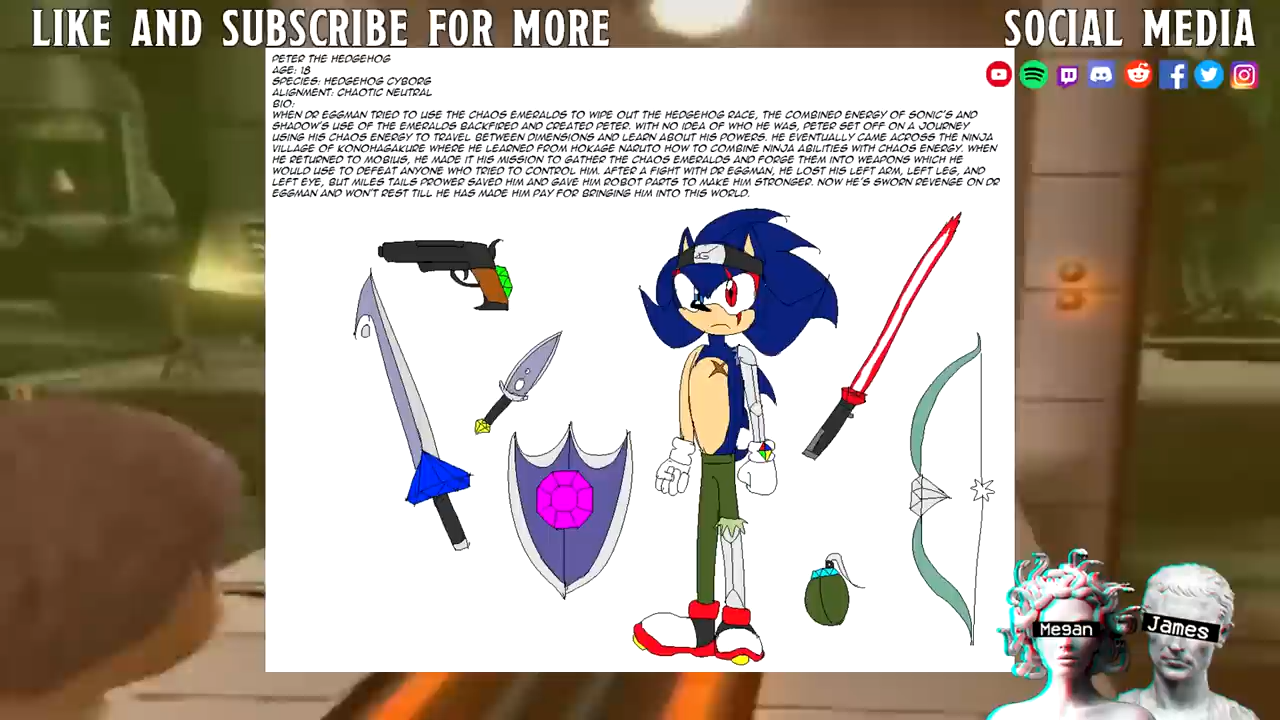 LIKE AND SUBSCRIBE FOR MORE
SOCIAL MEDIA
PETER THE HEDGEHOG
AGE: 18
SPECIES: HEDGEHOG CYBORG
ALIGNMENT: CHAOTIC NEUTRAL
BIO:
WHEN DR EGGMAN TRIED TO USE THE CHAOS EMERALDS TO WIPE OUT THE HEDGEHOG RACE, THE COMBINED ENERGY OF SONIC'S AND
SHADOW'S USE OF THE EMERALDS BACKFIRED AND CREATED PETER. WITH NO IDEA OF WHO HE WAS, PETER SET OFF ON A JOURNEY
USING HIS CHAOS ENERGY TO TRAVEL BETWEEN DIMENSIONS AND LEARN ABOUT HIS POWERS. HE EVENTUALLY CAME ACROSS THE NINJA
VILLAGE OF KONOHAGAKURE WHERE HE LEARNED FROM HOKAGE NARUTO HOW TO COMBINE NINJA ABILITIES WITH CHAOS ENERGY. WHEN
HE RETURNED TO MOBIUS, HE MADE IT HIS MISSION TO GATHER THE CHAOS EMERALDS AND FORGE THEM INTO WEAPONS WHICH HE
WOULD USE TO DEFEAT ANYONE WHO TRIED TO CONTROL HIM. AFTER A FIGHT WITH DR EGGMAN, HE LOST HIS LEFT ARM, LEFT LEG, AND
LEFT EYE, BUT MILES TAILS PROWER SAVED HIM AND GAVE HIM ROBOT PARTS TO MAKE HIM STRONGER. NOW HE'S SWORN REVENGE ON DR
EGGMAN AND WON'T REST TILL HE HAS MADE HIM PAY FOR BRINGING HIM INTO THIS WORLD.
Megan
James